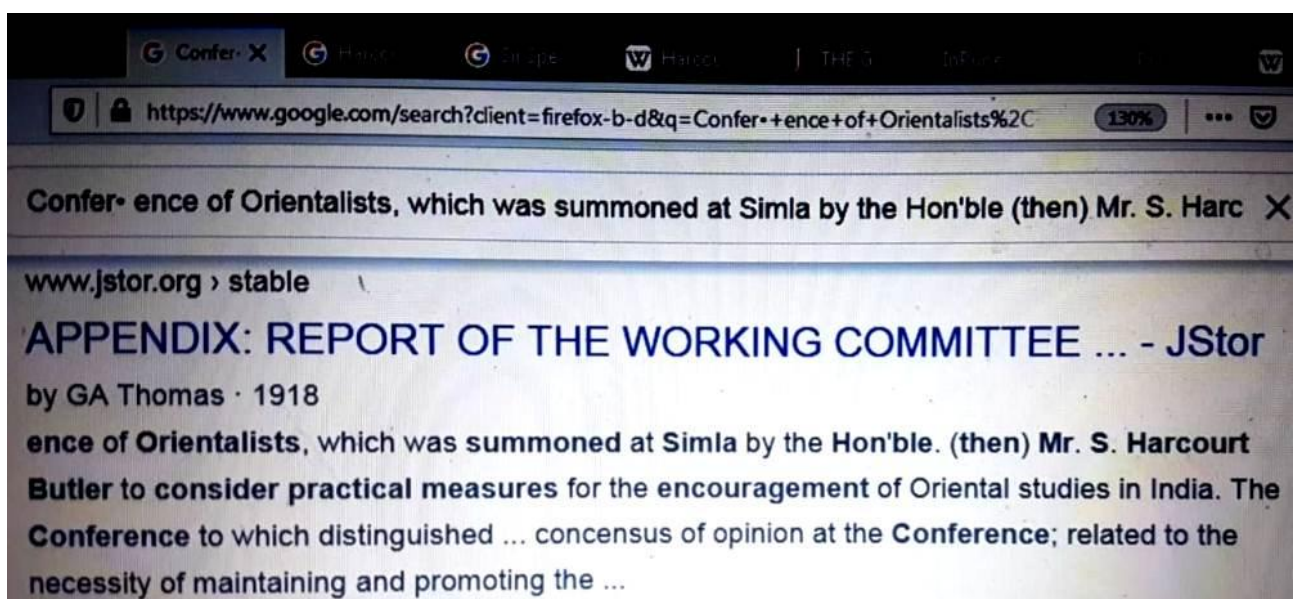 Confer•
THE
https://www.google.com/search?client=firefox-b-d&q=Confer•+ence+of+Orientalists%2C 130%
Confer• ence of Orientalists, which was summoned at Simla by the Hon'ble (then) Mr. S. Harc
www.jstor.org › stable
APPENDIX: REPORT OF THE WORKING COMMITTEE ... - JStor
by GA Thomas · 1918
ence of Orientalists, which was summoned at Simla by the Hon'ble. (then) Mr. S. Harcourt
Butler to consider practical measures for the encouragement of Oriental studies in India. The
Conference to which distinguished ... concensus of opinion at the Conference; related to the
necessity of maintaining and promoting the ...